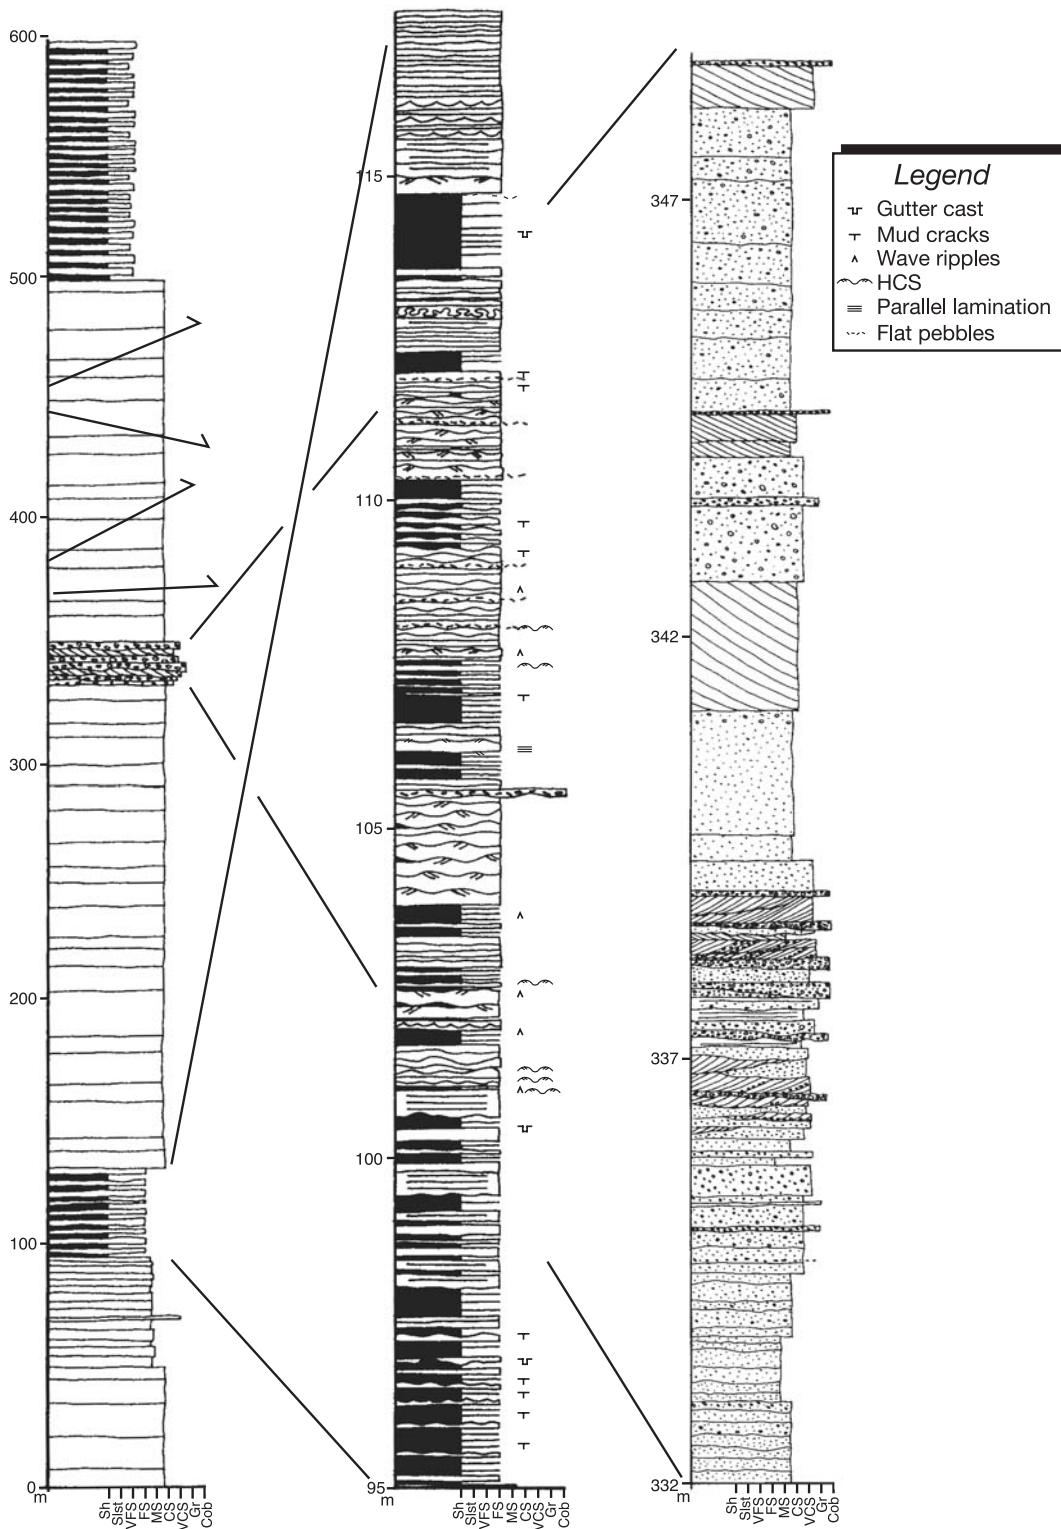 600
500
400
300
200
100
0
m
Sh
Slst
VFS
FS
MS
CS
VCS
Gr
Cob
115
110
105
100
95
m
Sh
Slst
VFS
FS
MS
CS
VCS
Gr
Cob
347
342
337
332
m
Sh
Slst
VFS
FS
MS
CS
VCS
Gr
Cob
Legend
Gutter cast
Mud cracks
Wave ripples
HCS
Parallel lamination
Flat pebbles